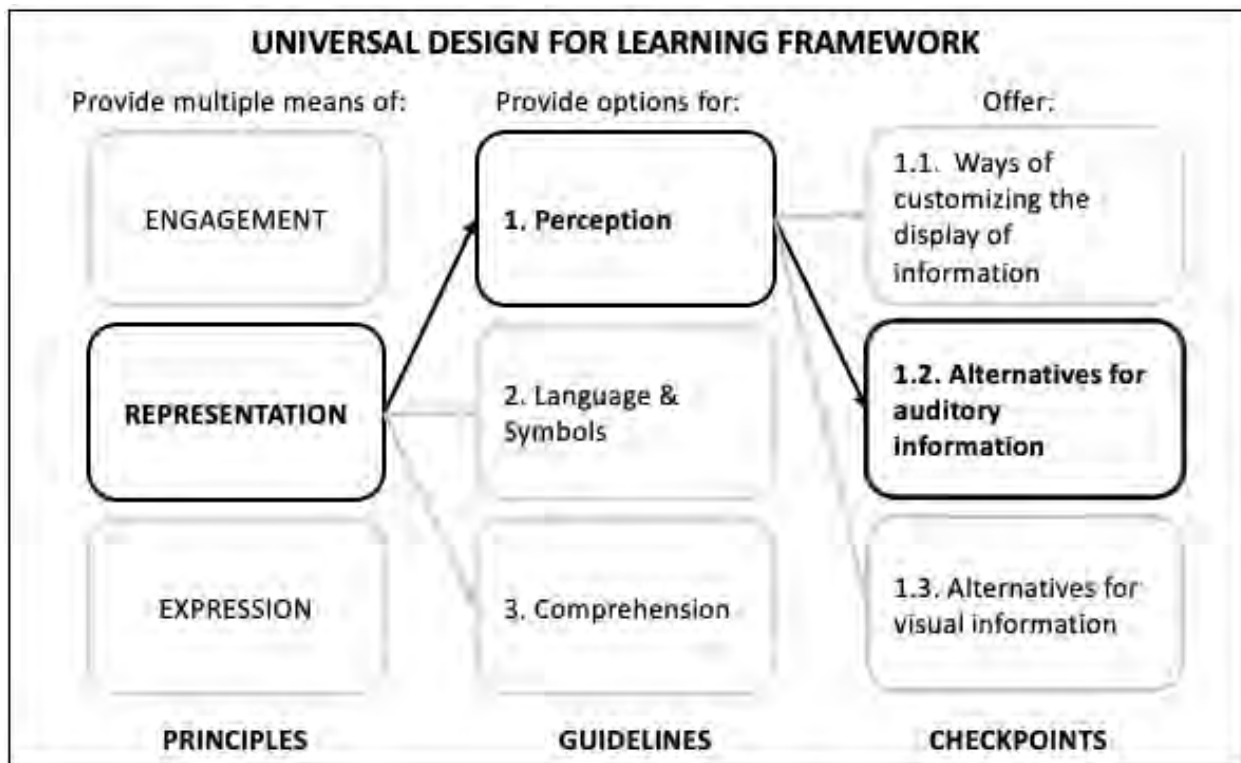 UNIVERSAL DESIGN FOR LEARNING FRAMEWORK
Provide multiple means of:
ENGAGEMENT
REPRESENTATION
EXPRESSION
PRINCIPLES
Provide options for:
1. Perception
2. Language &
Symbols
3. Comprehension
GUIDELINES
Offer:
1.1. Ways of
customizing the
display of
information
1.2. Alternatives for
auditory
information
1.3. Alternatives for
visual information
CHECKPOINTS